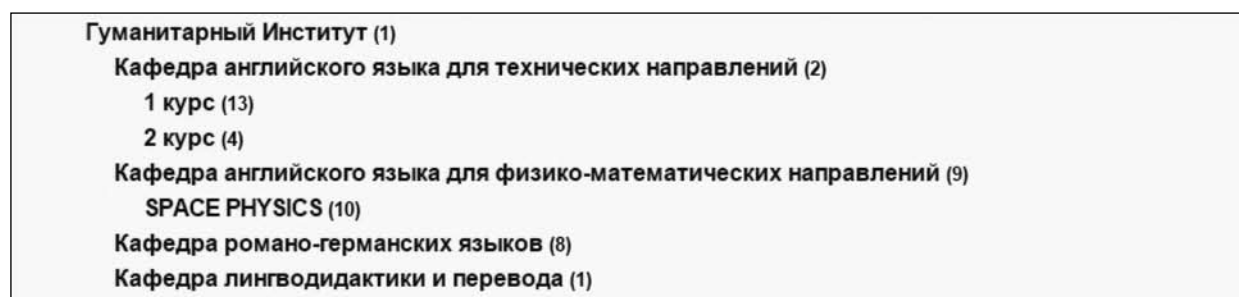 Гуманитарный Институт (1)
Кафедра английского языка для технических направлений (2)
1 курс (13)
2 курс (4)
Кафедра английского языка для физико-математических направлений (9)
SPACE PHYSICS (10)
Кафедра романо-германских языков (8)
Кафедра лингводидактики и перевода (1)